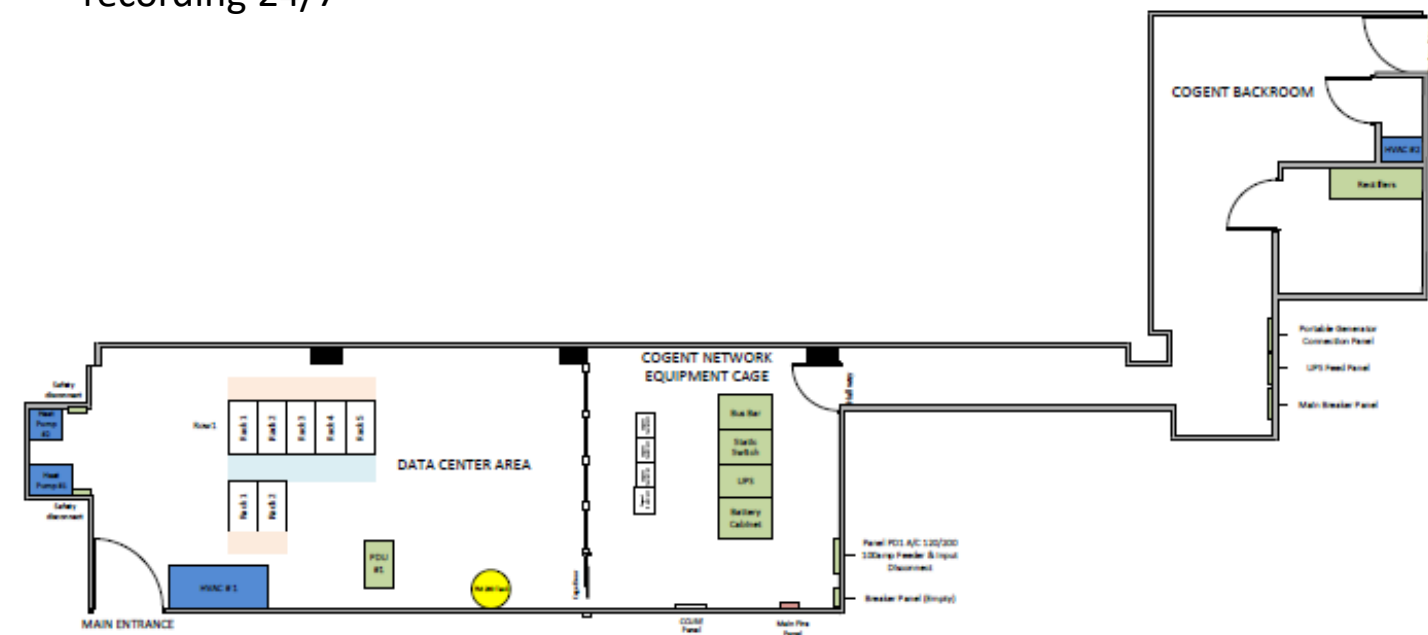 recording 24/7
COGENT BACKROOM
HVAC #2
Rectifiers
Portable Generator
Connection Panel
UPS Feed Panel
Main Breaker Panel
COGENT NETWORK
EQUIPMENT CAGE
Hallway
Safety
disconnect
Heat
Pump
#2
Row1
Rack 1
Rack 2
Rack 3
Rack 4
Rack 5
Bus Bar
Static
Switch
UPS
Battery
Cabinet
DATA CENTER AREA
Heat
Pump #1
Safety
disconnect
Rack 1
Rack 2
PDU
#1
HVAC #1
Panel PD1 A/C 120/200
100amp Feeder & Input
Disconnect
Breaker Panel (Empty)
MAIN ENTRANCE
Panel
Main Fire
Panel